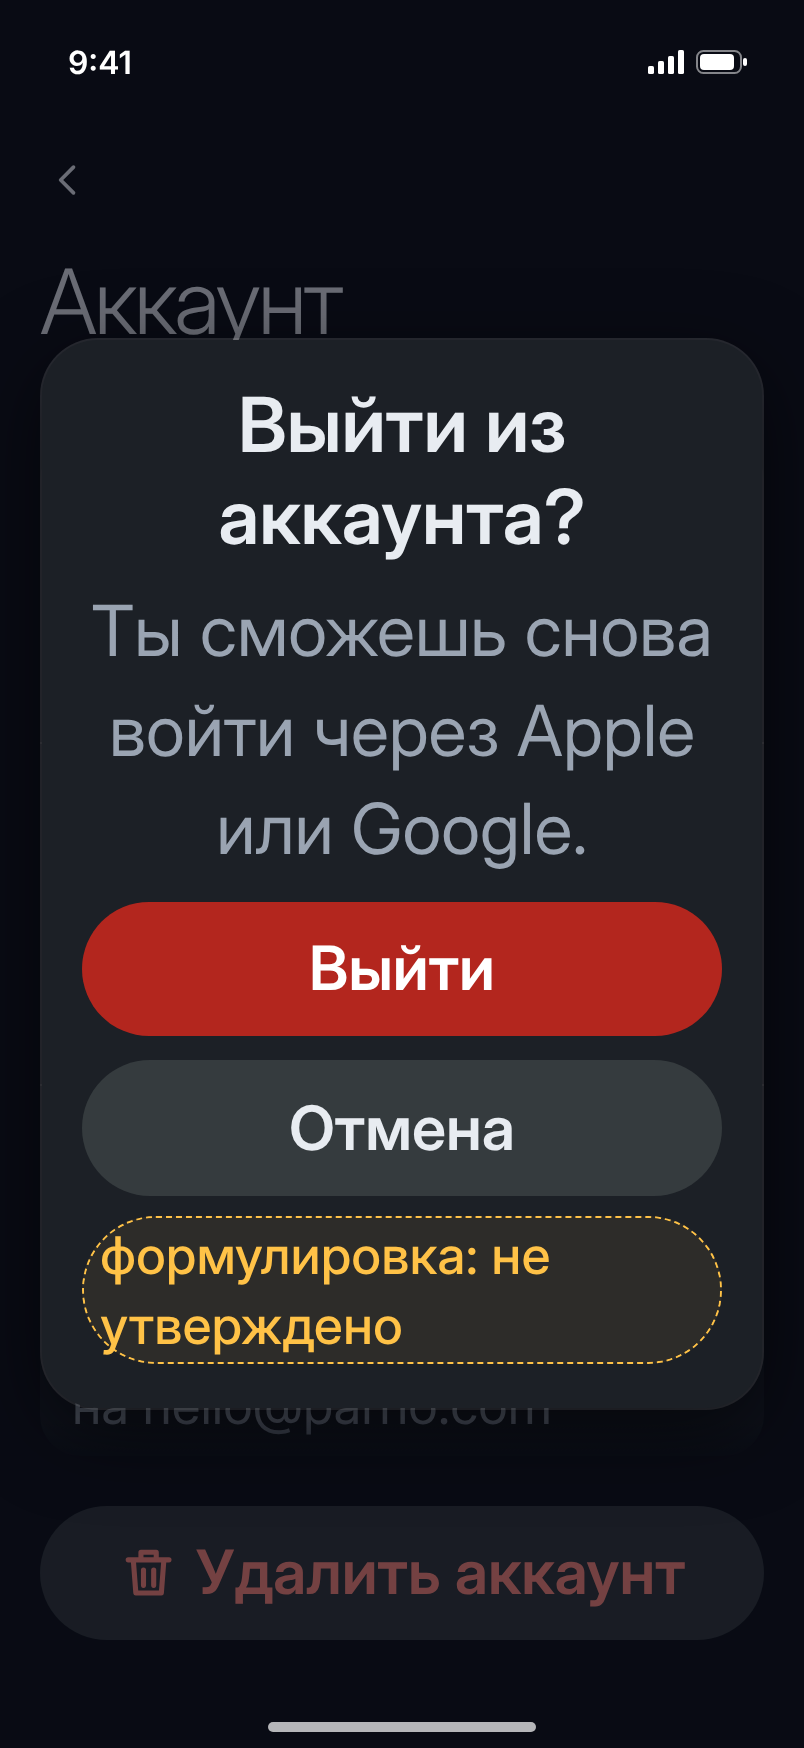 9:41
Аккаунт
Выйти из
аккаунта?
Ты сможешь снова
войти через Apple
или Google.
Выйти
Отмена
формулировка: не
утверждено
на
Удалить аккаунт